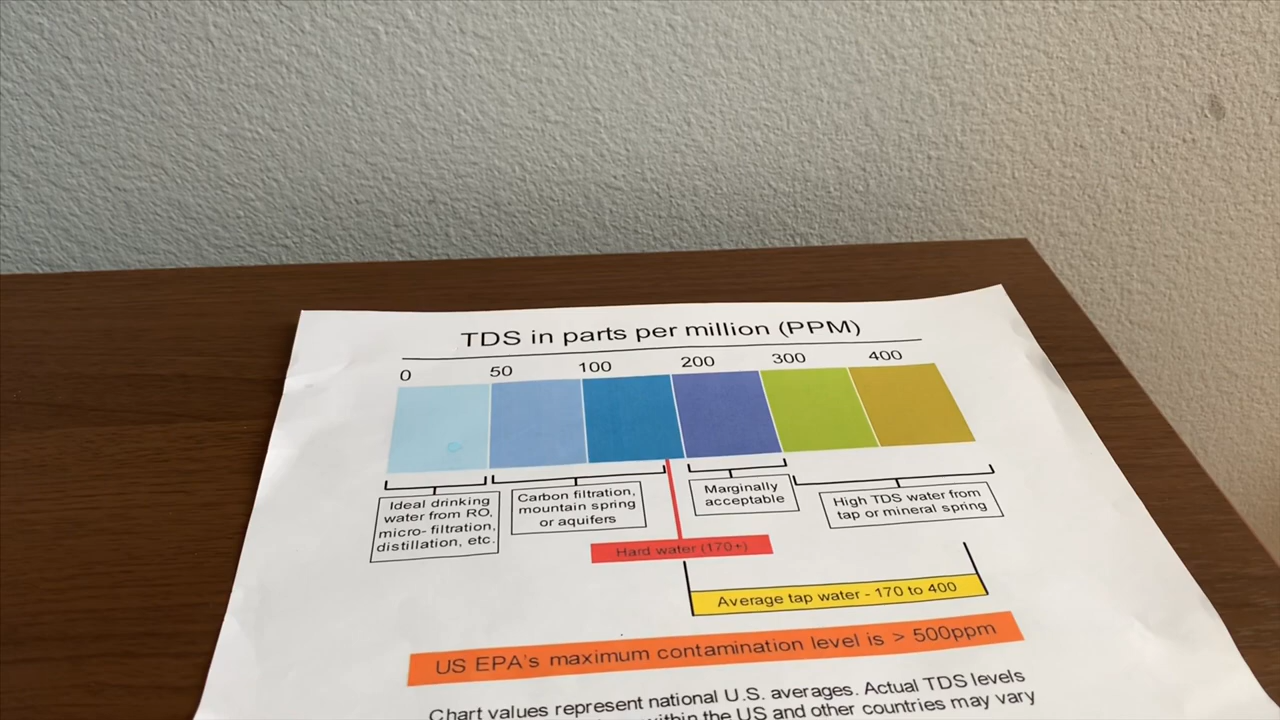 TDS in parts per million (PPM)
0 50 100 200 300 400
Ideal drinking
water from RO,
micro- filtration,
distillation, etc.
Carbon filtration,
mountain spring
or aquifers
Marginally
acceptable
High TDS water from
tap or mineral spring
Hard water (170+)
Average tap water - 170 to 400
US EPA's maximum contamination level is > 500ppm
Chart values represent national U.S. averages. Actual TDS levels
within the US and other countries may vary